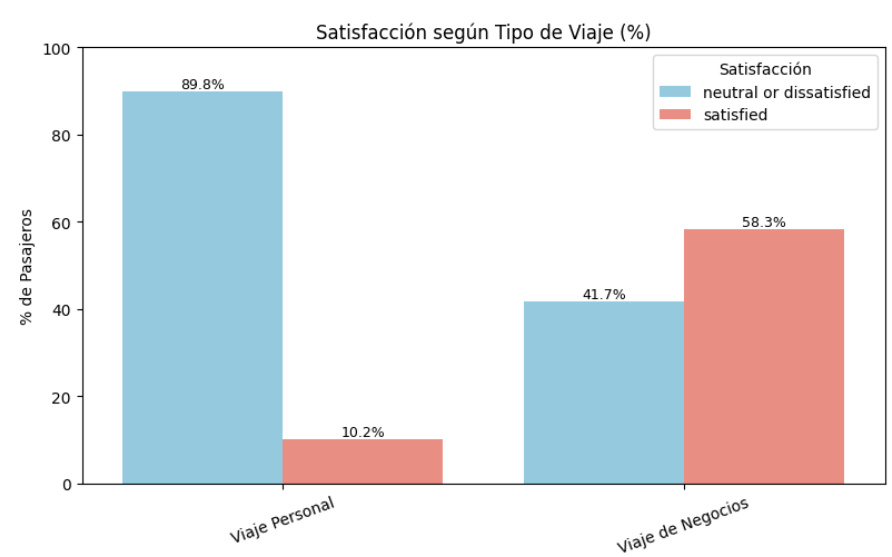 Satisfacción según Tipo de Viaje (%)
100
80
60
40
20
0
% de Pasajeros
Satisfacción
neutral or dissatisfied
satisfied
89.8%
10.2%
41.7%
58.3%
Viaje Personal
Viaje de Negocios